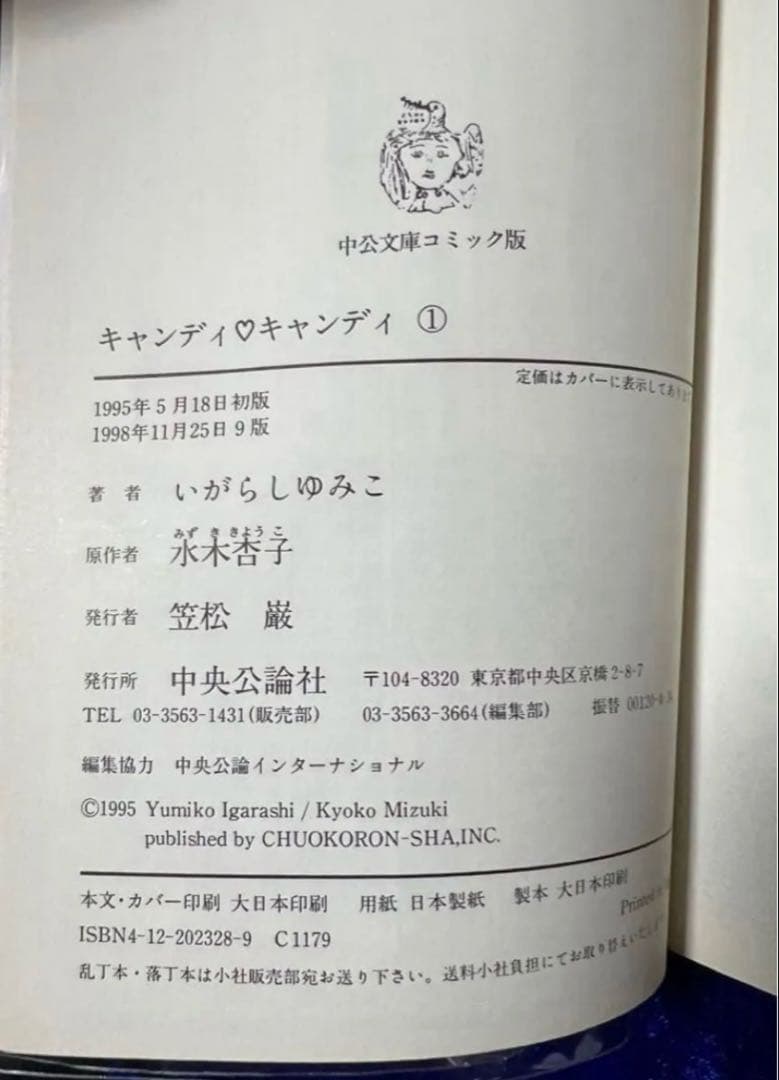 中公文庫コミック版
キャンディ♡キャンディ ①
定価はカバーに表示してあり
1995年5月18日初版
1998年11月25日9版
著者 いがらしゆみこ
みず き きょう こ
原作者 水木杏子
発行者 笠松 巌
発行所 中央公論社 〒104-8320 東京都中央区京橋2-8-7
TEL 03-3563-1431(販売部) 03-3563-3664(編集部) 振替 00120-
編集協力 中央公論インターナショナル
©1995 Yumiko Igarashi / Kyoko Mizuki
published by CHUOKORON-SHA,INC.
本文・カバー印刷 大日本印刷 用紙 日本製紙 製本 大日本印刷
Printed
ISBN4-12-202328-9 C1179
乱丁本・落丁本は小社販売部宛お送り下さい。送料小社負担にてお取り替えいたし